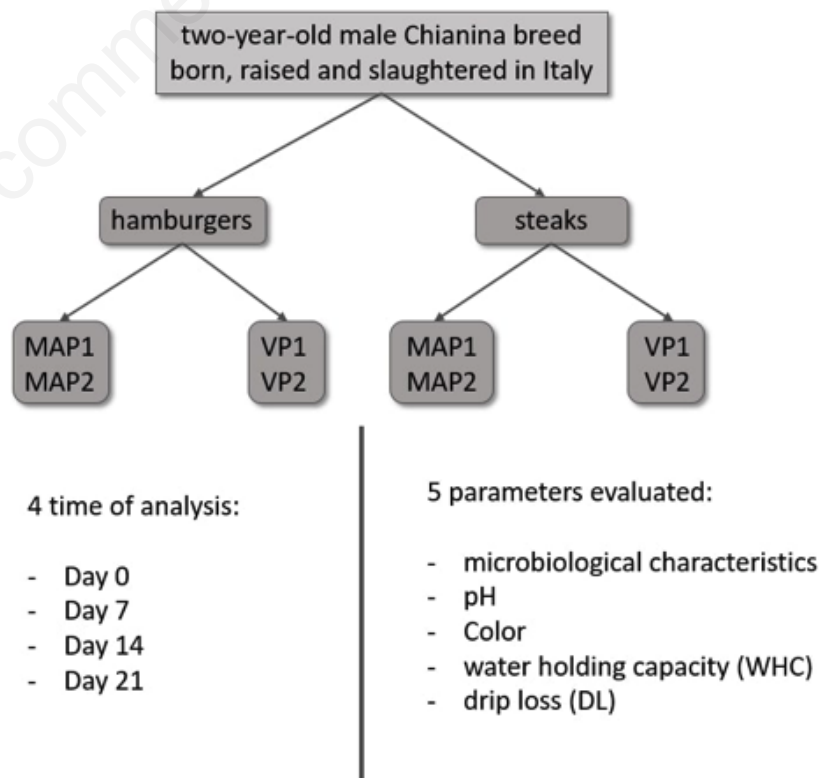 comme
two-year-old male Chianina breed
born, raised and slaughtered in Italy
hamburgers
steaks
MAP1
MAP2
VP1
VP2
MAP1
MAP2
VP1
VP2
4 time of analysis:
- Day 0
- Day 7
- Day 14
- Day 21
5 parameters evaluated:
- microbiological characteristics
- pH
- Color
- water holding capacity (WHC)
- drip loss (DL)